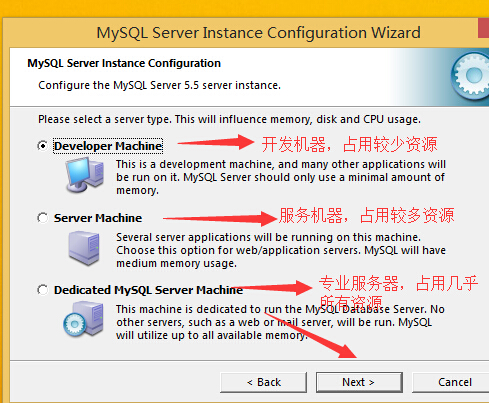 MySQL Server Instance Configuration Wizard
MySQL Server Instance Configuration
Configure the MySQL Server 5.5 server instance.
Please select a server type. This will influence memory, disk and CPU usage.
Developer Machine
开发机器，占用较少资源
This is a development machine, and many other applications will
be run on it. MySQL Server should only use a minimal amount of
memory.
Server Machine
服务机器，占用较多资源
Several server applications will be running on this machine.
Choose this option for web/application servers. MySQL will have
medium memory usage.
Dedicated MySQL Server Machine
专业服务器，占用几乎
所有资源
This machine is dedicated to run the MySQL Database Server. No
other servers, such as a web or mail server, will be run. MySQL
will utilize up to all available memory.
< Back
Next >
Cancel